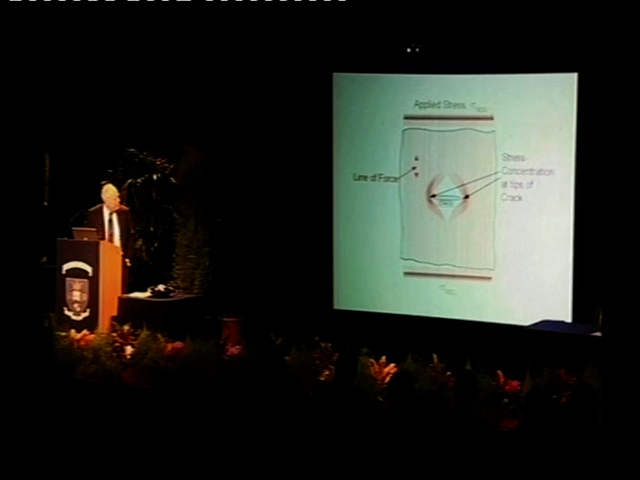 Applied Stress
Line of Force
Stress
Concentration
at tips of
Crack